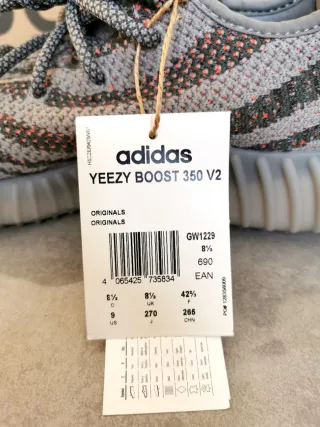 adidas
YEEZY BOOST 350 V2
ORIGINALS
ORIGINALS
GW1229
8½
690
EAN
4 065425 735834
8½ 8½ 42⅔
D UK F
9 270 265
US J CHN